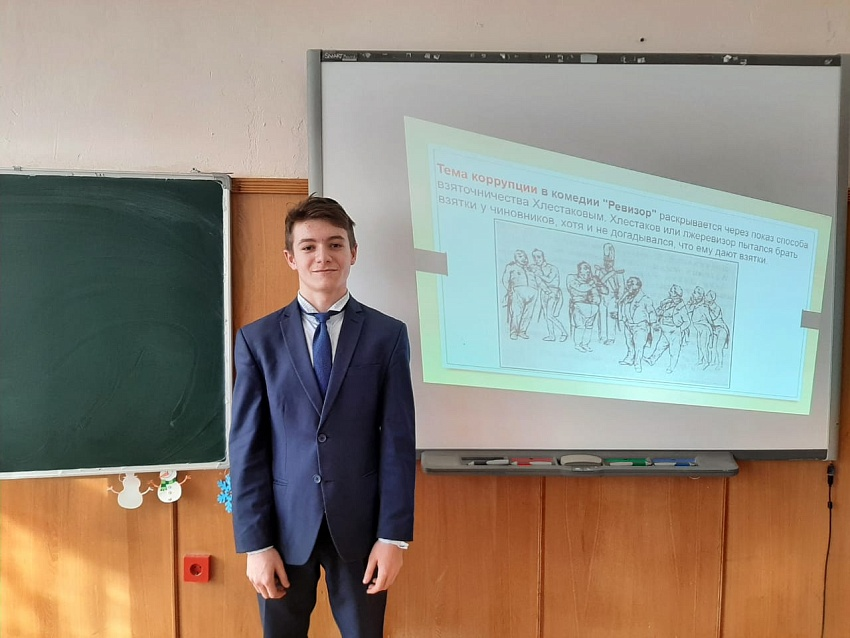 SMART
Тема коррупции в комедии "Ревизор" раскрывается через показ способа
взяточничества Хлестаковым. Хлестаков или лжеревизор пытался брать
взятки у чиновников, хотя и не догадывался, что ему дают взятки.